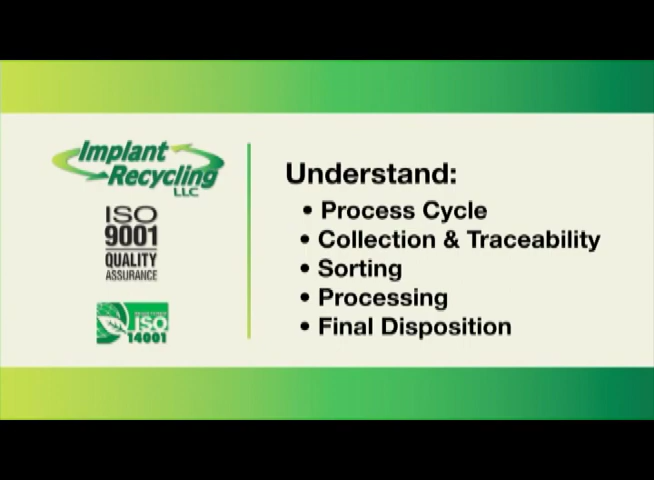 Implant
Recycling
LLC
ISO
9001
QUALITY
ASSURANCE
ISO
14001
Understand:
• Process Cycle
• Collection & Traceability
• Sorting
• Processing
• Final Disposition